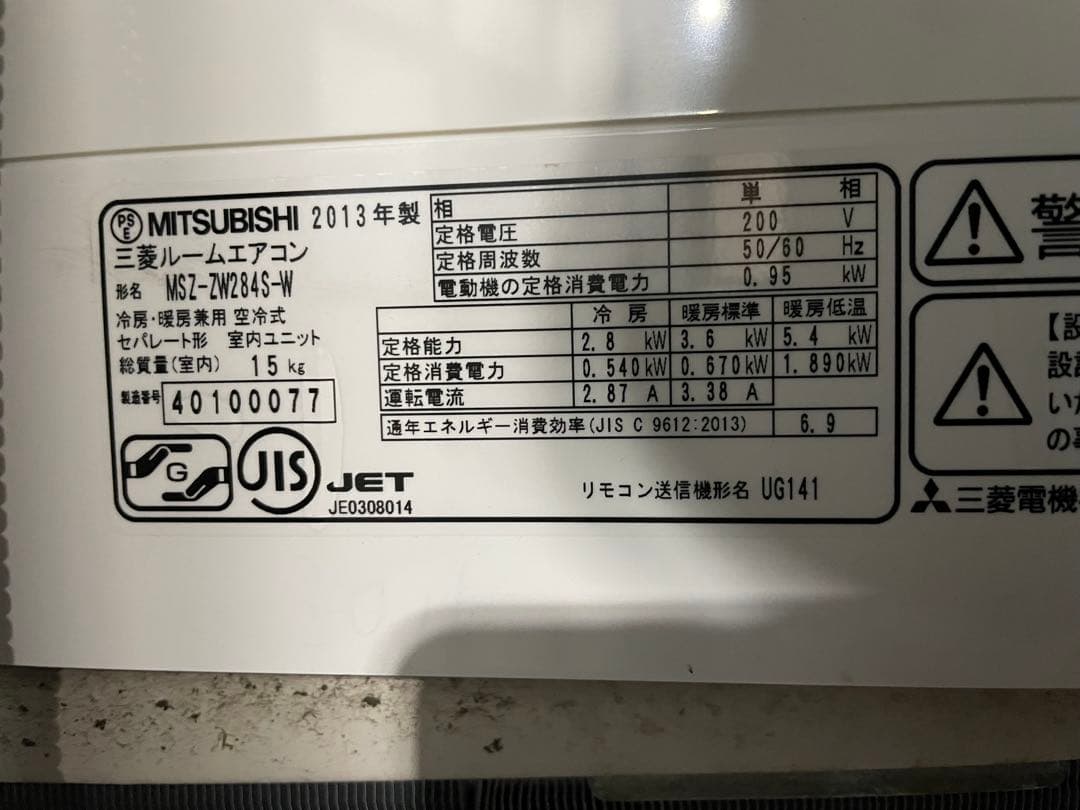 PS
E
MITSUBISHI 2013年製
三菱ルームエアコン
形名 MSZ-ZW284S-W
冷房・暖房兼用 空冷式
セパレート形 室内ユニット
総質量(室内) 15 kg
製造番号 40100077
G
JIS
JET
JE0308014
相 単 相
定格電圧 200 V
定格周波数 50/60 Hz
電動機の定格消費電力 0.95 kW
冷房 暖房標準 暖房低温
定格能力 2.8 kW 3.6 kW 5.4 kW
定格消費電力 0.540kW 0.670kW 1.890kW
運転電流 2.87 A 3.38 A
通年エネルギー消費効率(JIS C 9612:2013) 6.9
リモコン送信機形名 UG141
警
【設
設
いた
の
三菱電機